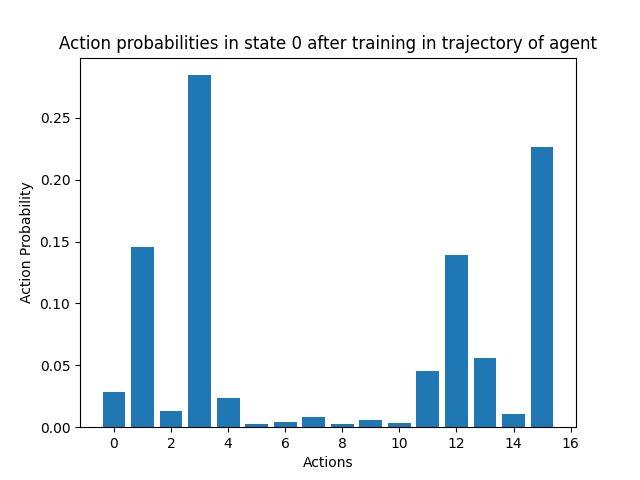 Action probabilities in state 0 after training in trajectory of agent
0.25
0.20
0.15
0.10
0.05
0.00
Action Probability
0 2 4 6 8 10 12 14 16
Actions